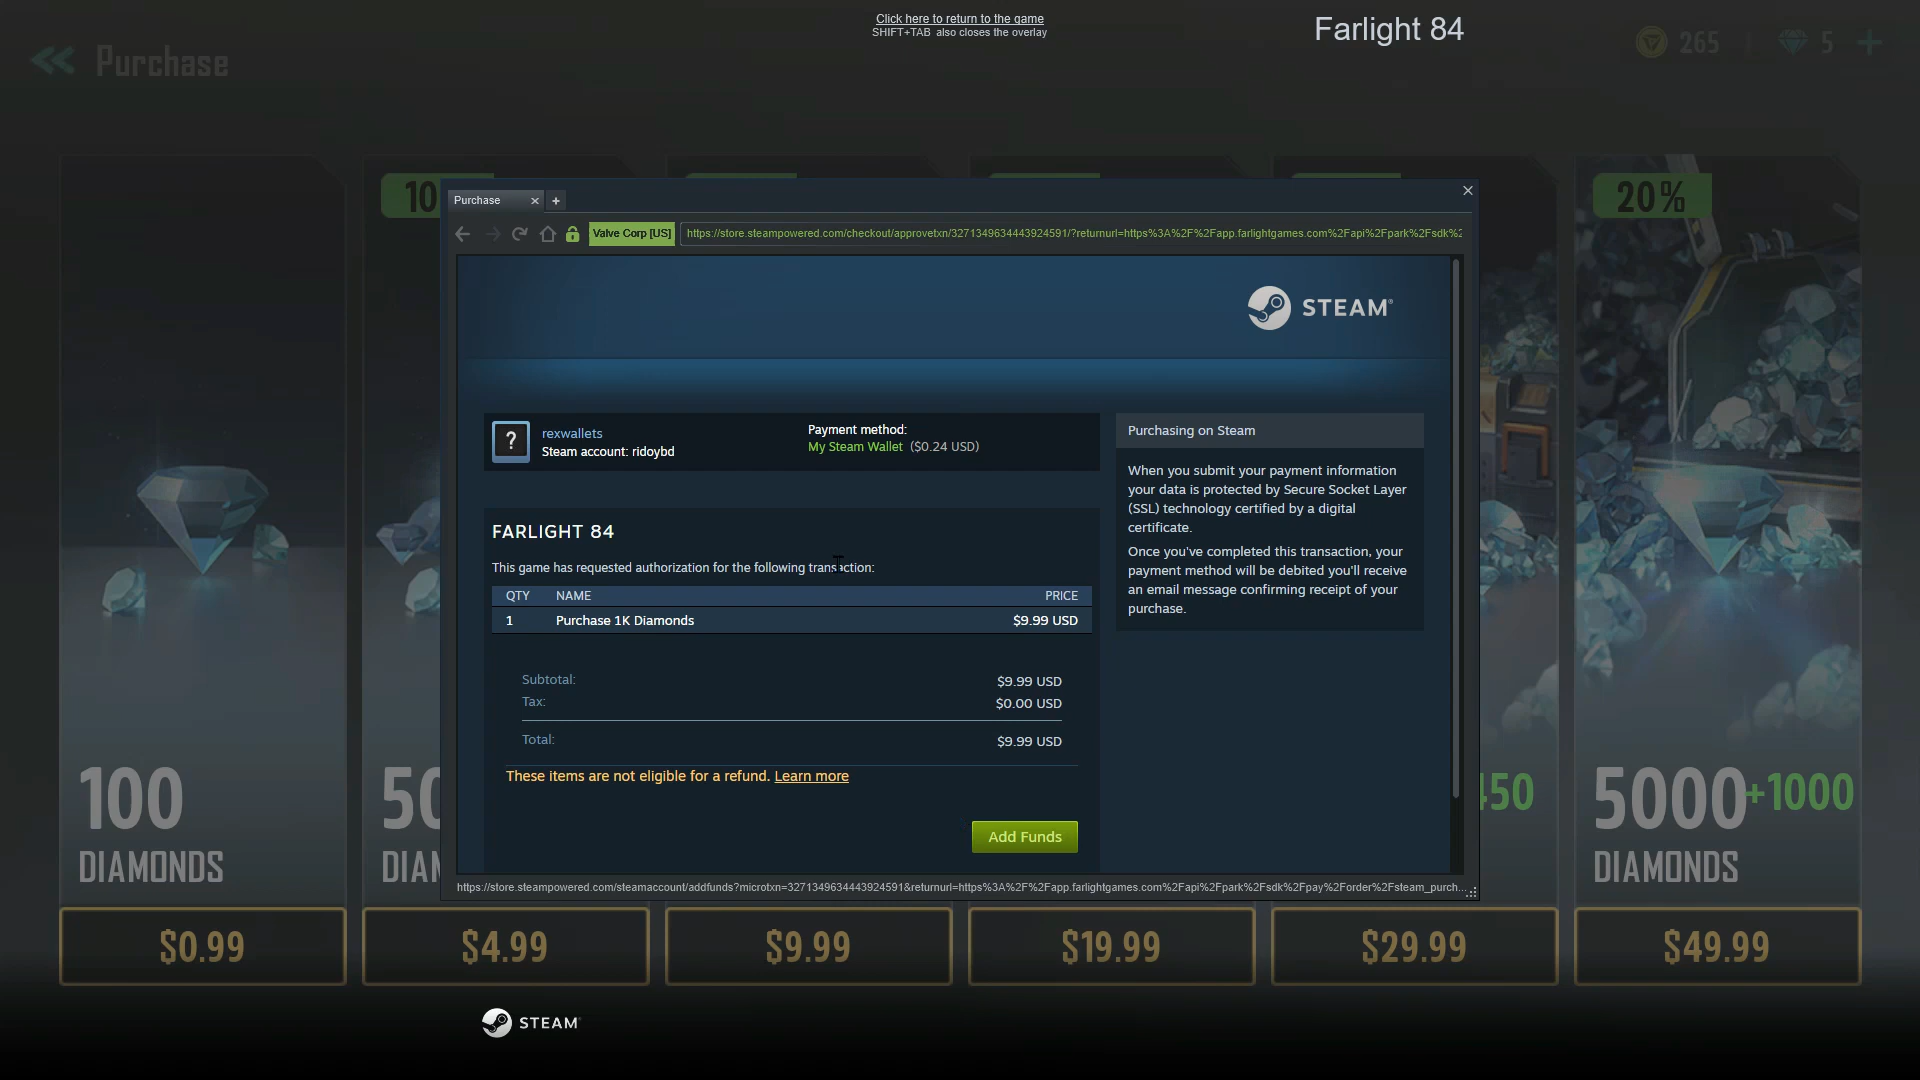 Click here to return to the game
SHIFT+TAB also closes the overlay
Farlight 84
Purchase
265
5
10
20%
Purchase
Valve Corp [US]
https://store.steampowered.com/checkout/approvetxn/3271349634443924591/?returnurl=https%3A%2F%2Fapp.farlightgames.com%2Fapi%2Fpark%2Fsdk%2
STEAM®
rexwallets
Steam account: ridoybd
Payment method:
My Steam Wallet ($0.24 USD)
Purchasing on Steam
When you submit your payment information
your data is protected by Secure Socket Layer
(SSL) technology certified by a digital
certificate.
Once you've completed this transaction, your
payment method will be debited you'll receive
an email message confirming receipt of your
purchase.
FARLIGHT 84
This game has requested authorization for the following transaction:
QTY NAME PRICE
1 Purchase 1K Diamonds $9.99 USD
Subtotal: $9.99 USD
Tax: $0.00 USD
Total: $9.99 USD
These items are not eligible for a refund. Learn more
Add Funds
https://store.steampowered.com/steamaccount/addfunds?microtxn=3271349634443924591&returnurl=https%3A%2F%2Fapp.farlightgames.com%2Fapi%2Fpark%2Fsdk%2Fpay%2Forder%2Fsteam_purch...
100
DIAMONDS
50
DIAM
450
5000+1000
DIAMONDS
$0.99
$4.99
$9.99
$19.99
$29.99
$49.99
STEAM